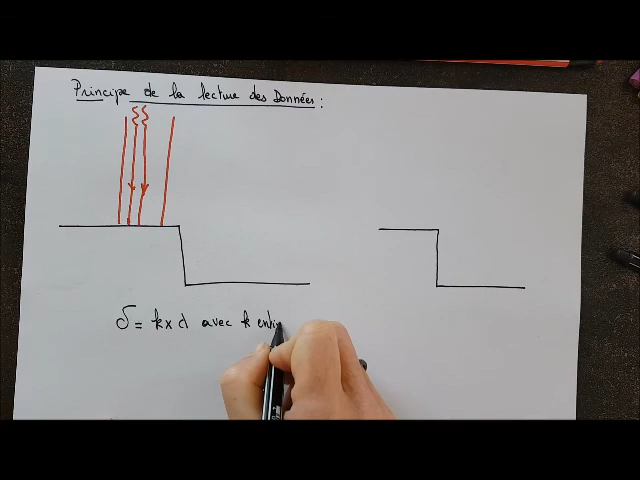 Principe de la lecture des Données :
δ = k x λ avec k enti